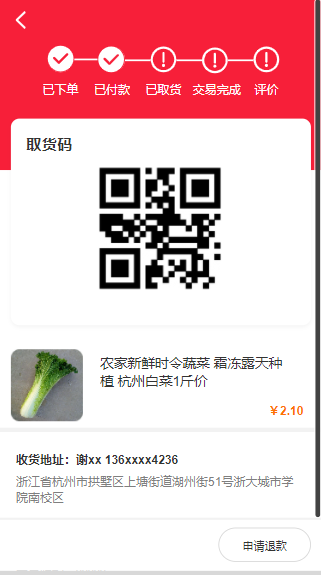 已下单 已付款 已取货 交易完成 评价
取货码
农家新鲜时令蔬菜 霜冻露天种
植 杭州白菜1斤价
￥2.10
收货地址：谢xx 136xxxx4236
浙江省杭州市拱墅区上塘街道湖州街51号浙大城市学
院南校区
申请退款